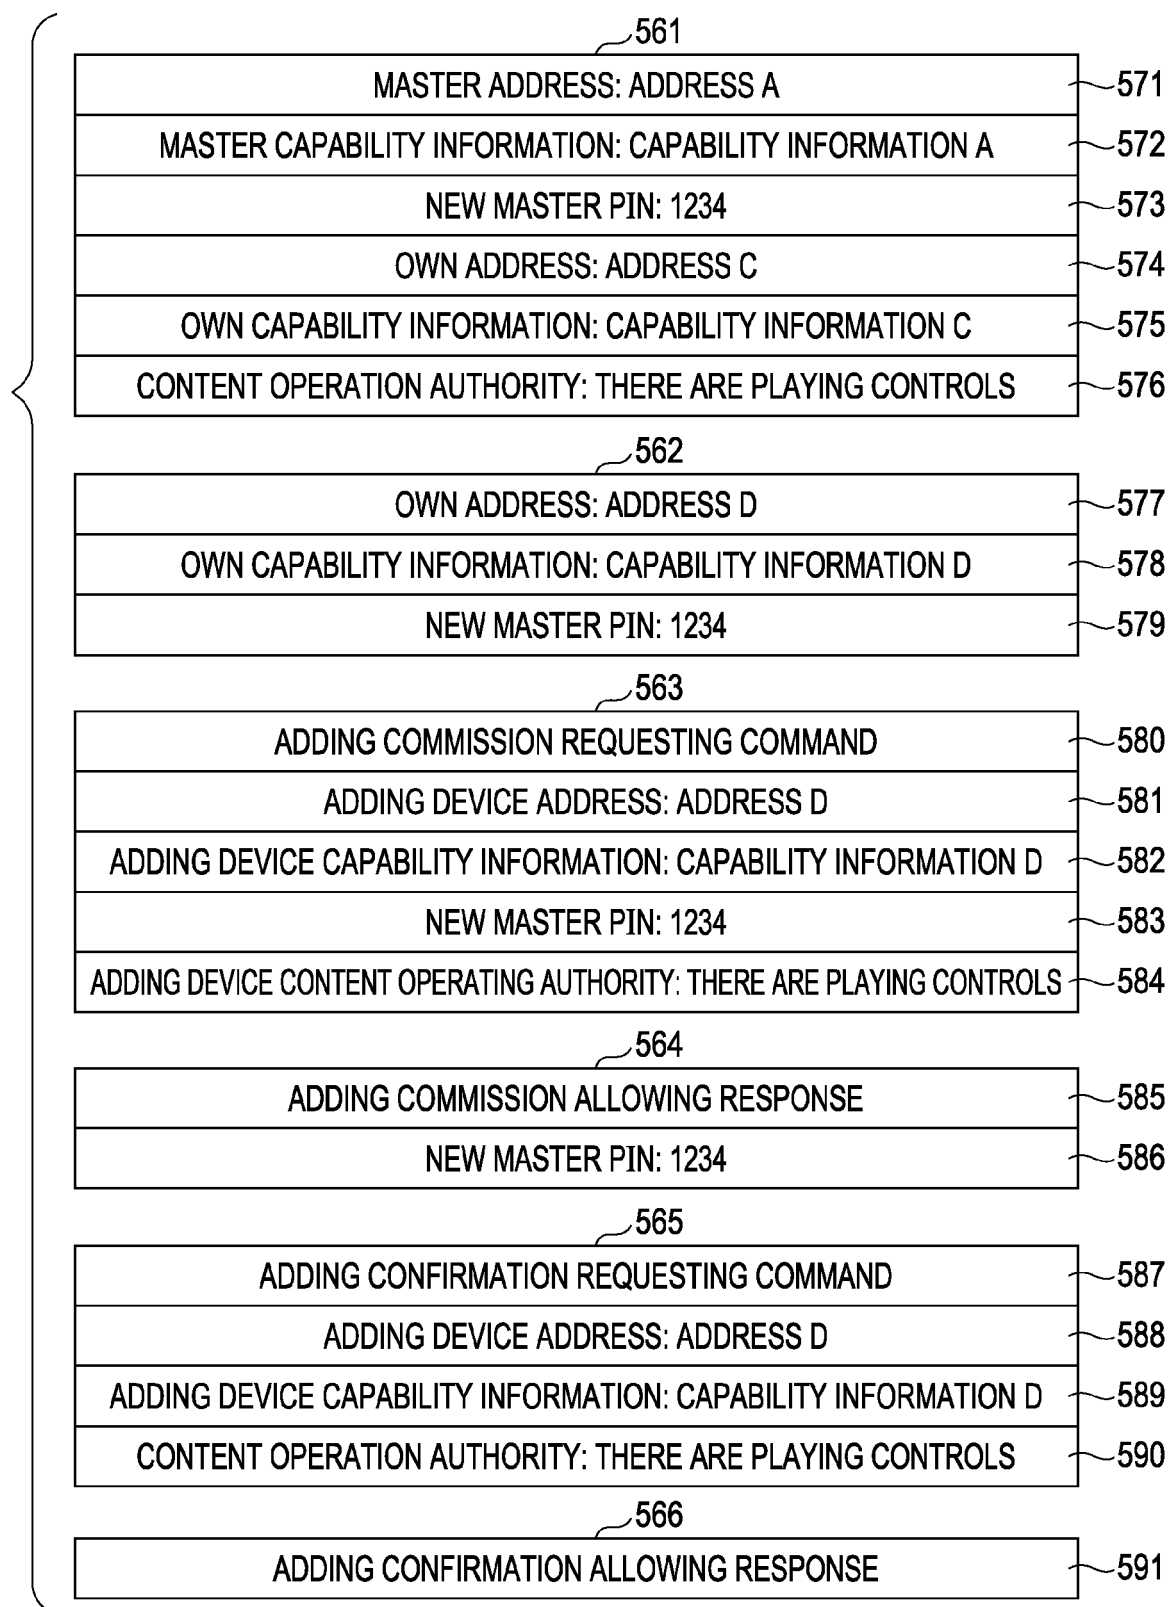 561
MASTER ADDRESS: ADDRESS A 571
MASTER CAPABILITY INFORMATION: CAPABILITY INFORMATION A 572
NEW MASTER PIN: 1234 573
OWN ADDRESS: ADDRESS C 574
OWN CAPABILITY INFORMATION: CAPABILITY INFORMATION C 575
CONTENT OPERATION AUTHORITY: THERE ARE PLAYING CONTROLS 576
562
OWN ADDRESS: ADDRESS D 577
OWN CAPABILITY INFORMATION: CAPABILITY INFORMATION D 578
NEW MASTER PIN: 1234 579
563
ADDING COMMISSION REQUESTING COMMAND 580
ADDING DEVICE ADDRESS: ADDRESS D 581
ADDING DEVICE CAPABILITY INFORMATION: CAPABILITY INFORMATION D 582
NEW MASTER PIN: 1234 583
ADDING DEVICE CONTENT OPERATING AUTHORITY: THERE ARE PLAYING CONTROLS 584
564
ADDING COMMISSION ALLOWING RESPONSE 585
NEW MASTER PIN: 1234 586
565
ADDING CONFIRMATION REQUESTING COMMAND 587
ADDING DEVICE ADDRESS: ADDRESS D 588
ADDING DEVICE CAPABILITY INFORMATION: CAPABILITY INFORMATION D 589
CONTENT OPERATION AUTHORITY: THERE ARE PLAYING CONTROLS 590
566
ADDING CONFIRMATION ALLOWING RESPONSE 591